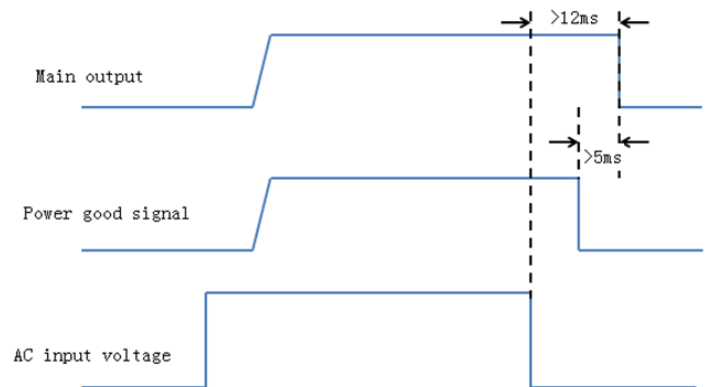 >12ms
Main output
>5ms
Power good signal
AC input voltage